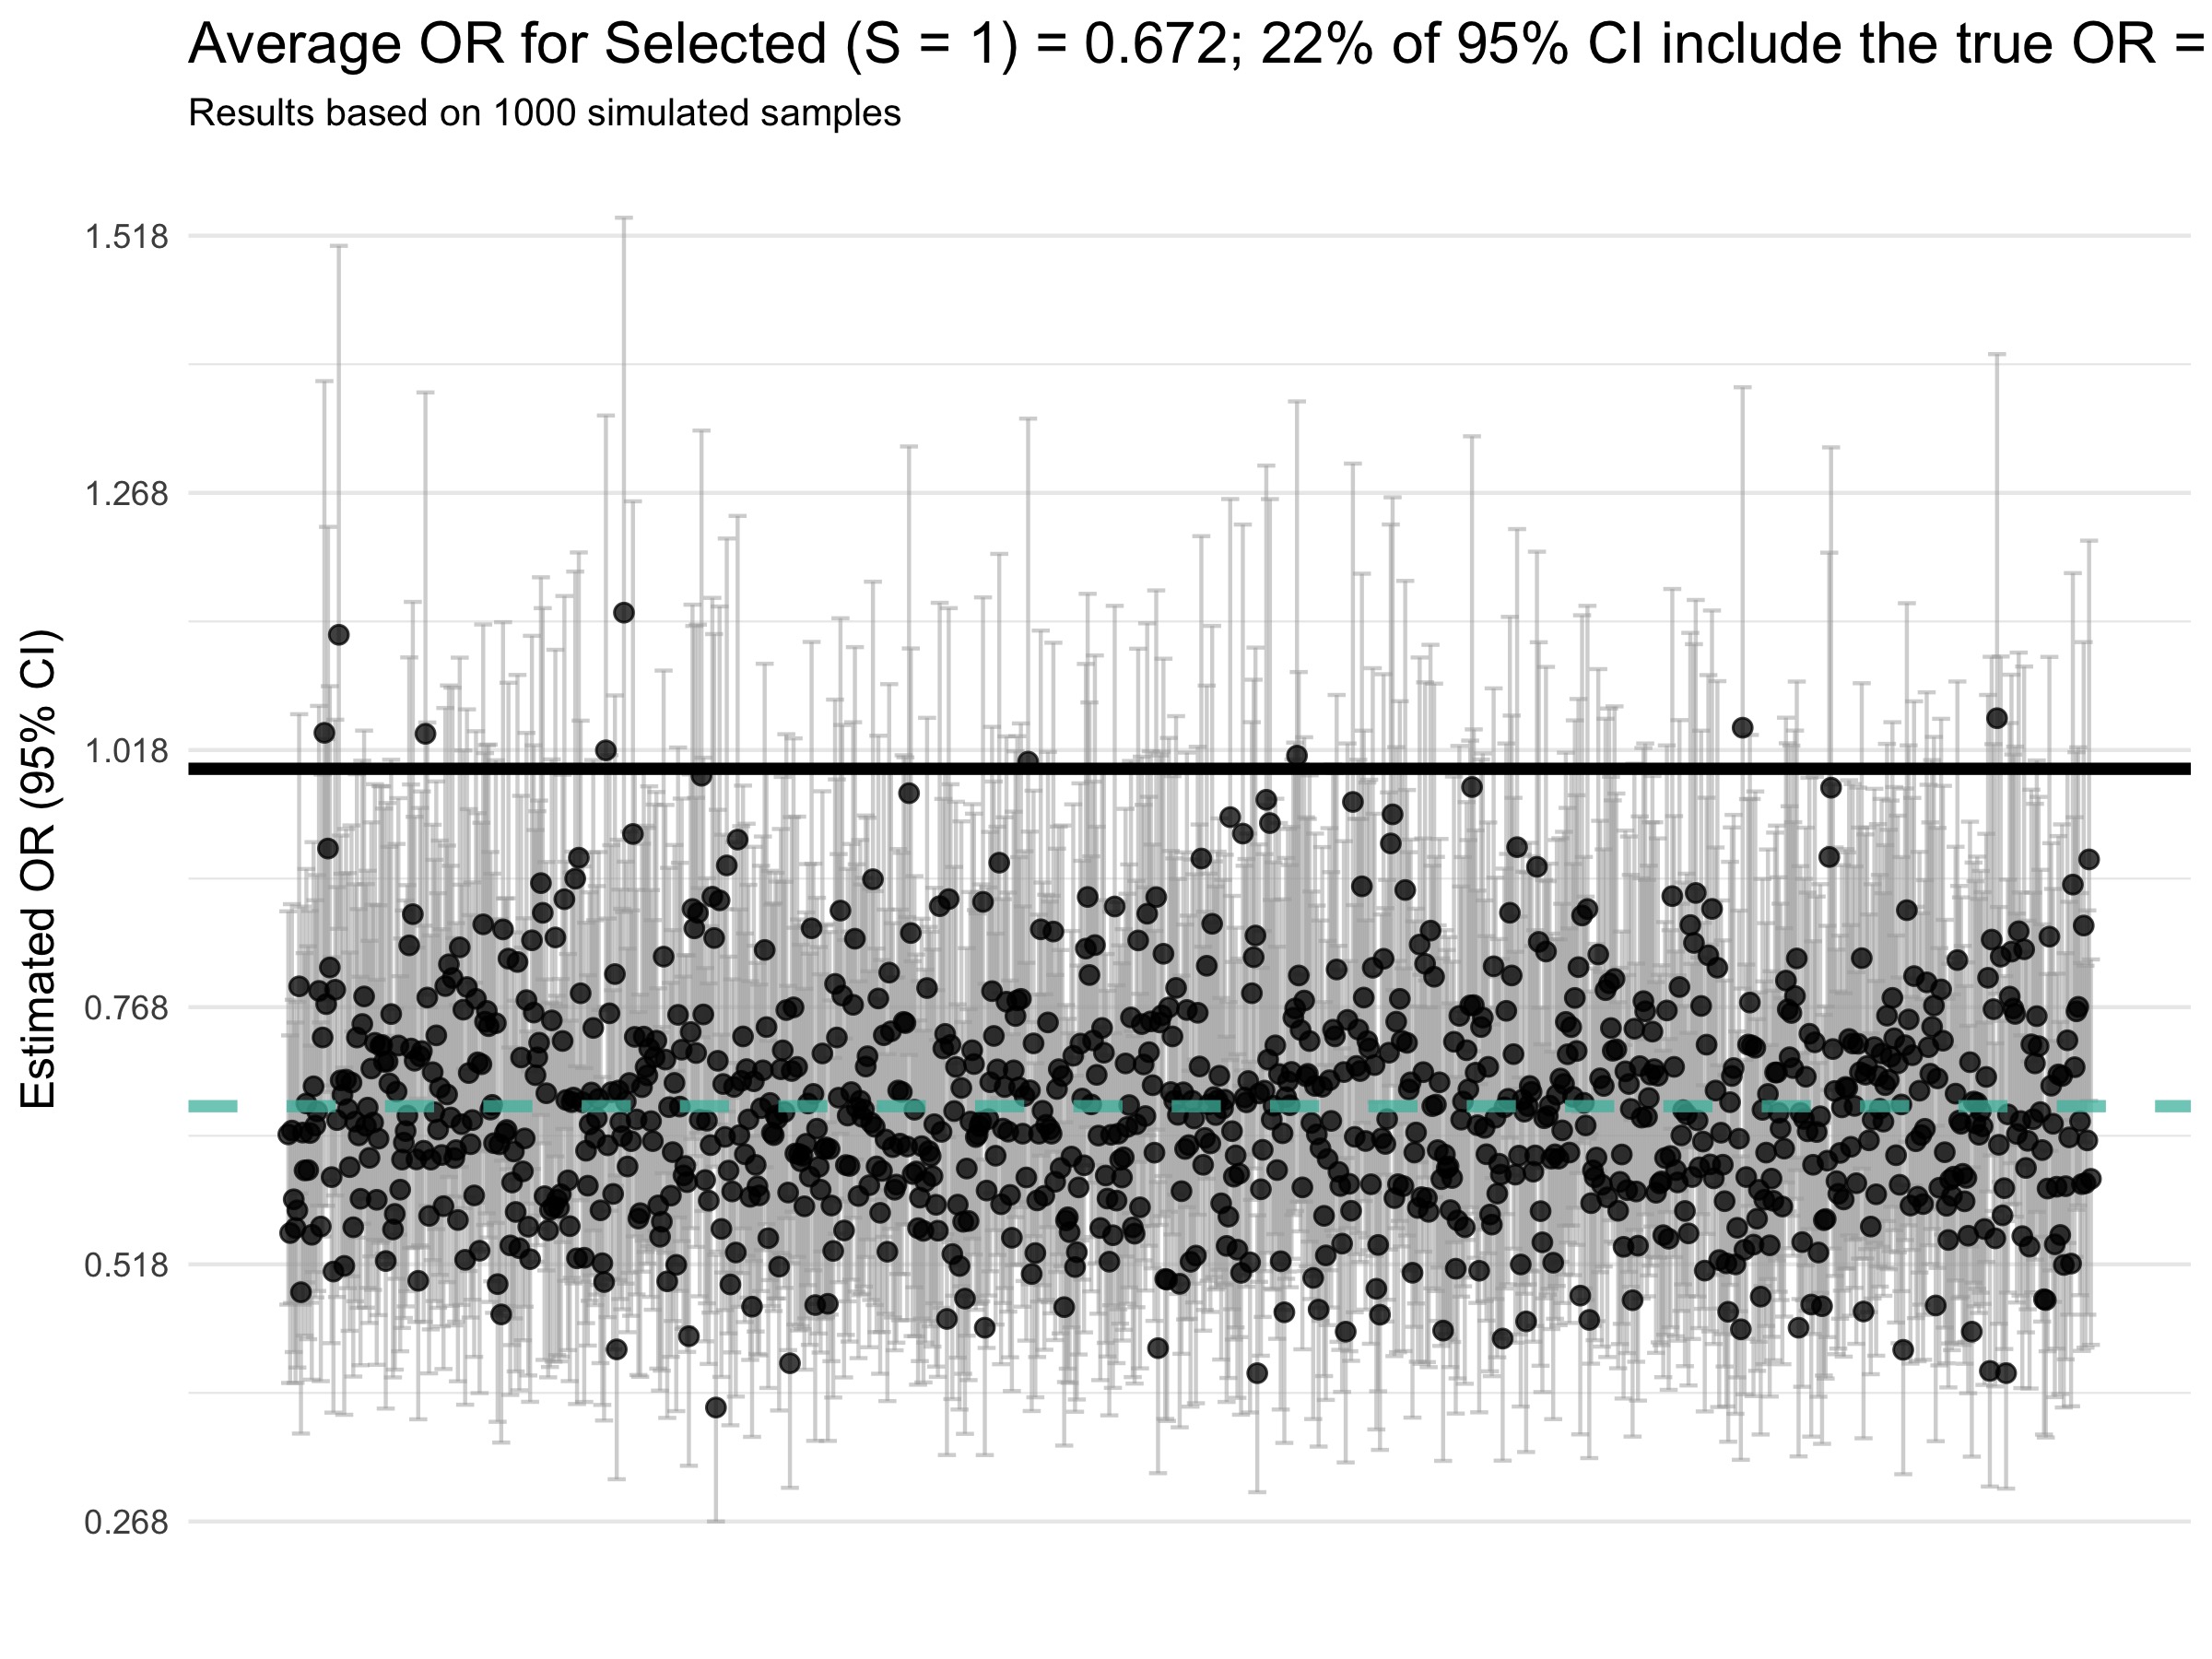 Average OR for Selected (S = 1) = 0.672; 22% of 95% CI include the true OR =
Results based on 1000 simulated samples
Estimated OR (95% CI)
1.518
1.268
1.018
0.768
0.518
0.268